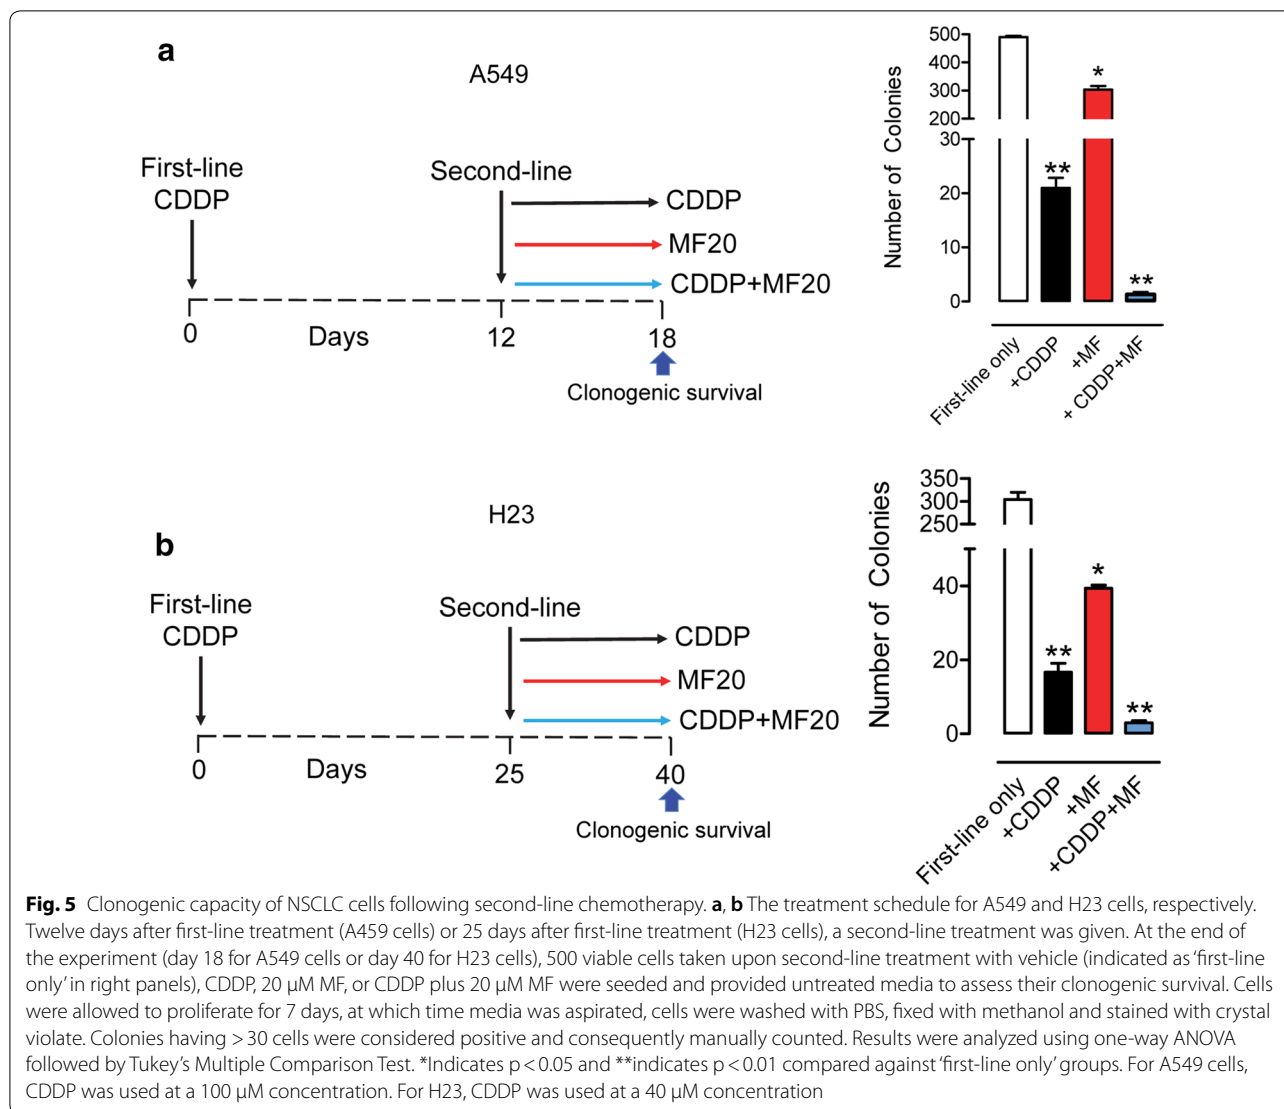 a
A549
First-line
CDDP
Second-line
CDDP
MF20
CDDP+MF20
0
Days
12
18
Clonogenic survival
Number of Colonies
500
400
300
200
30
20
10
0
*
**
**
First-line only
+CDDP
+MF
+ CDDP+MF
b
H23
First-line
CDDP
Second-line
CDDP
MF20
CDDP+MF20
0
Days
25
40
Clonogenic survival
Number of Colonies
350
300
250
40
20
0
*
**
**
First-line only
+CDDP
+MF
+CDDP+MF
Fig. 5 Clonogenic capacity of NSCLC cells following second-line chemotherapy. a, b The treatment schedule for A549 and H23 cells, respectively.
Twelve days after first-line treatment (A459 cells) or 25 days after first-line treatment (H23 cells), a second-line treatment was given. At the end of
the experiment (day 18 for A549 cells or day 40 for H23 cells), 500 viable cells taken upon second-line treatment with vehicle (indicated as ‘first-line
only’ in right panels), CDDP, 20 µM MF, or CDDP plus 20 µM MF were seeded and provided untreated media to assess their clonogenic survival. Cells
were allowed to proliferate for 7 days, at which time media was aspirated, cells were washed with PBS, fixed with methanol and stained with crystal
violate. Colonies having > 30 cells were considered positive and consequently manually counted. Results were analyzed using one-way ANOVA
followed by Tukey’s Multiple Comparison Test. *Indicates p < 0.05 and **indicates p < 0.01 compared against ‘first-line only’ groups. For A549 cells,
CDDP was used at a 100 µM concentration. For H23, CDDP was used at a 40 µM concentration